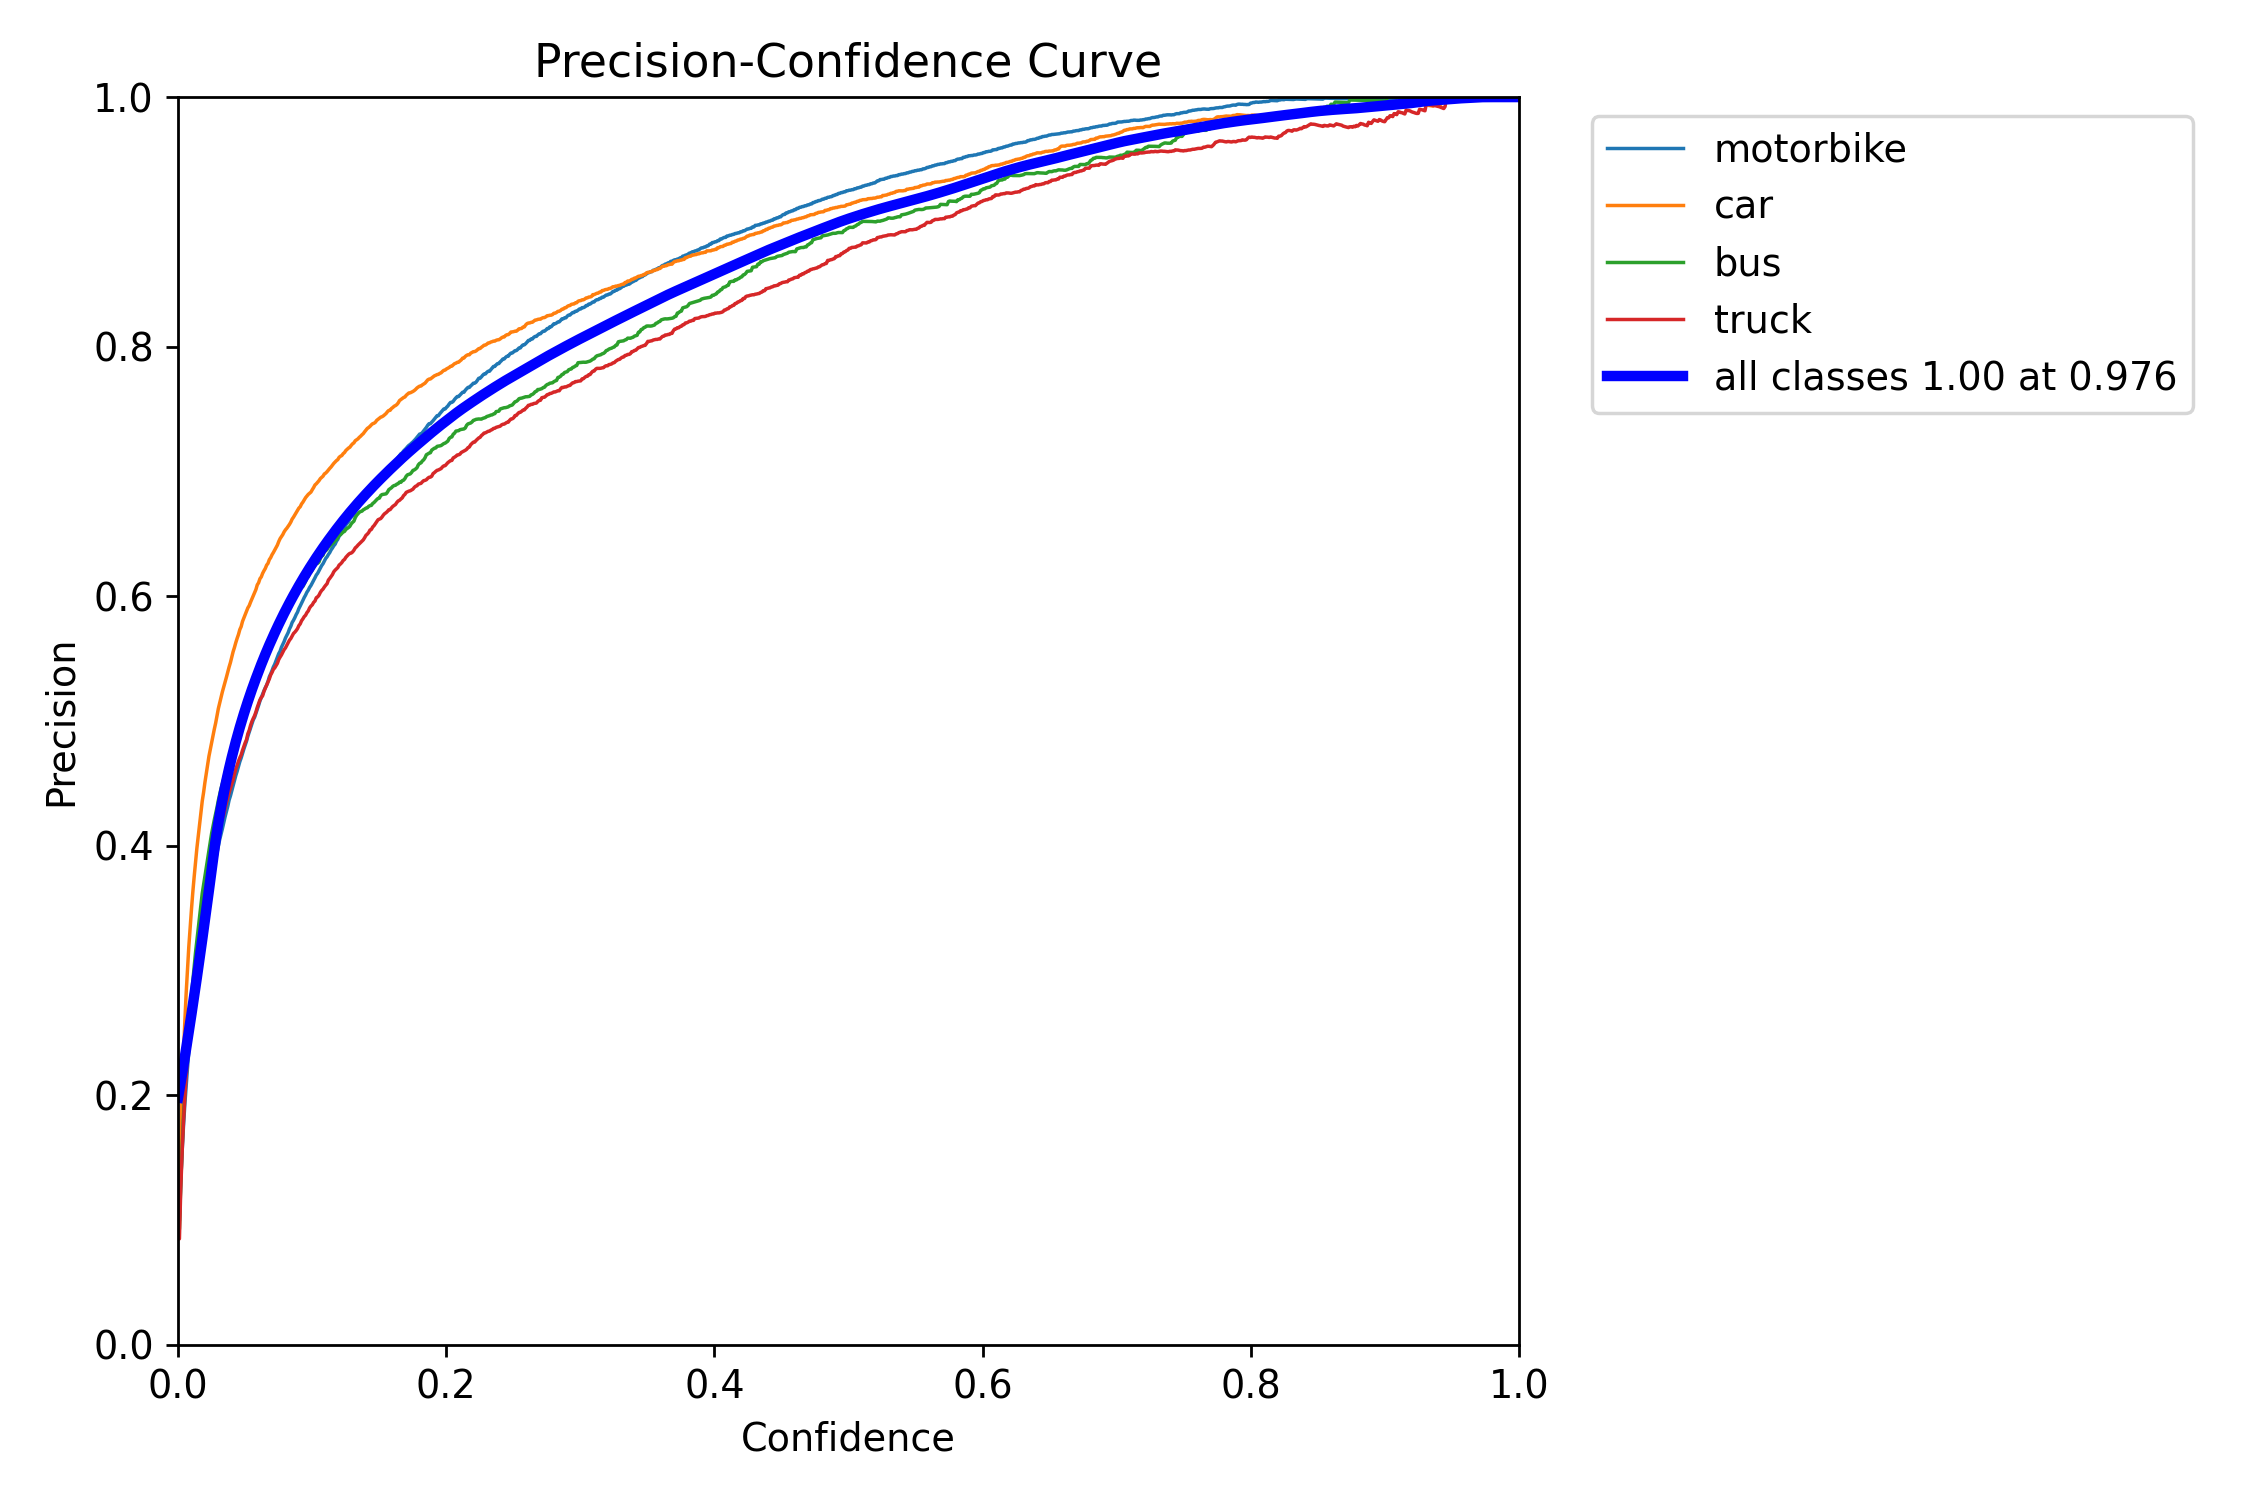 Precision-Confidence Curve
1.0
0.8
0.6
0.4
0.2
0.0
Precision
0.0 0.2 0.4 0.6 0.8 1.0
Confidence
motorbike
car
bus
truck
all classes 1.00 at 0.976